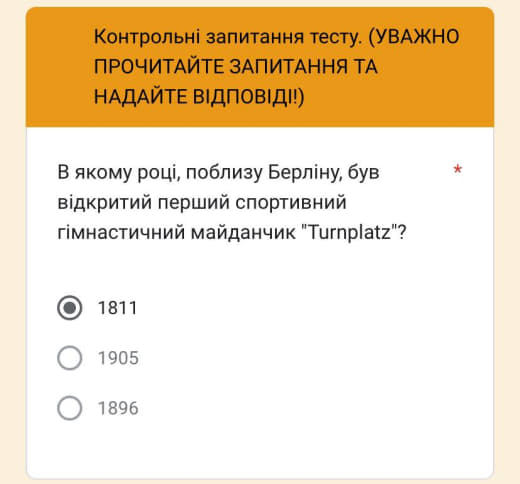 Контрольні запитання тесту. (УВАЖНО
ПРОЧИТАЙТЕ ЗАПИТАННЯ ТА
НАДАЙТЕ ВІДПОВІДІ!)
В якому році, поблизу Берліну, був *
відкритий перший спортивний
гімнастичний майданчик "Turnplatz"?
1811
1905
1896